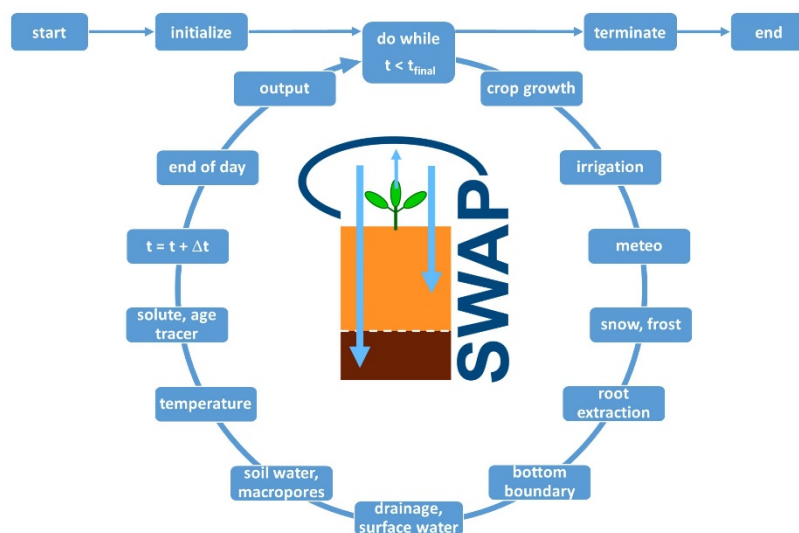 start
initialize
do while
t < t_final
terminate
end
crop growth
irrigation
meteo
snow, frost
root
extraction
bottom
boundary
drainage,
surface water
soil water,
macropores
temperature
solute, age
tracer
t = t + Δt
end of day
output
SWAP